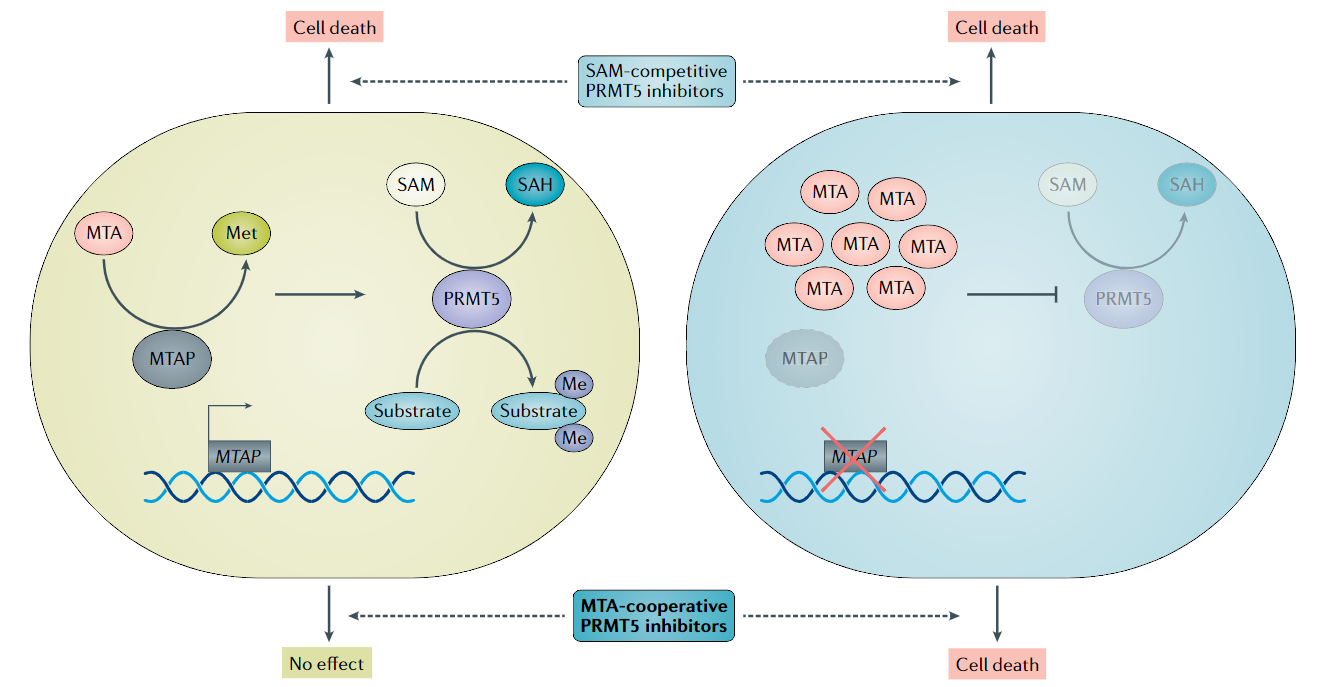 Cell death
Cell death
SAM-competitive
PRMT5 inhibitors
SAM
SAH
MTA
Met
PRMT5
MTAP
Substrate
Substrate
Me
Me
MTAP
MTA
MTA
MTA
MTA
MTA
MTA
MTA
SAM
SAH
PRMT5
MTAP
MTAP
MTA-cooperative
PRMT5 inhibitors
No effect
Cell death